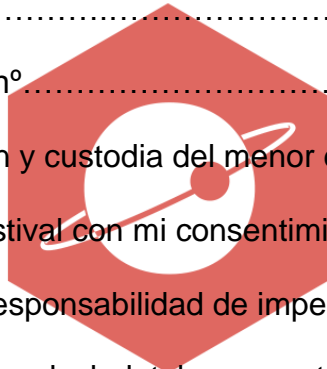 ........................................
nº...............................
n y custodia del menor
stival con mi consentimi
esponsabilidad de impe